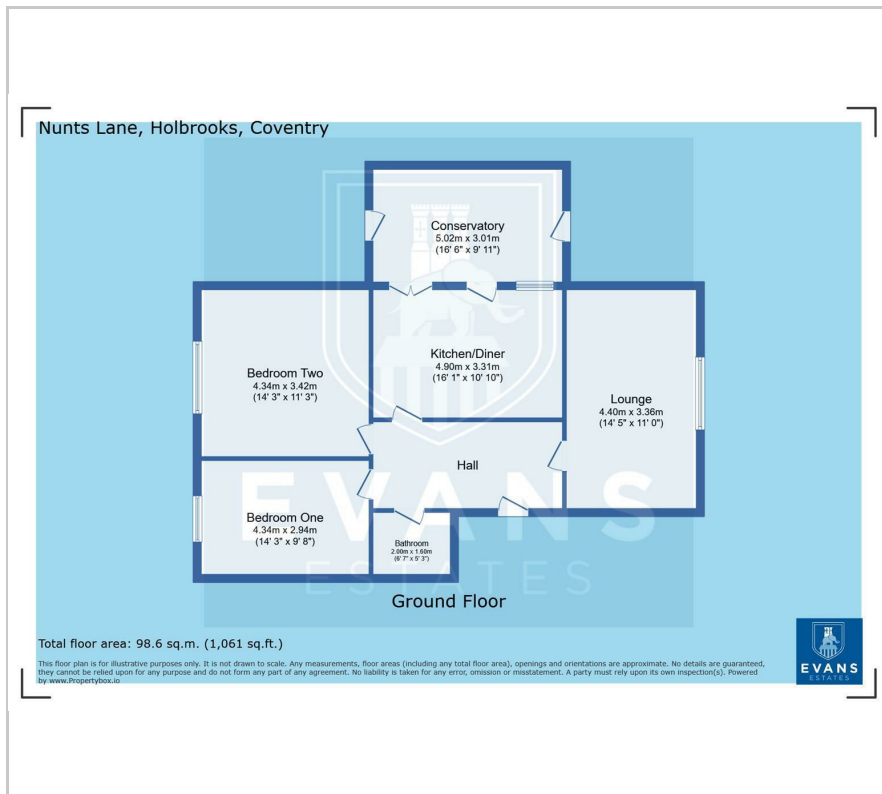 Nunts Lane, Holbrooks, Coventry
Conservatory
5.02m x 3.01m
(16' 6" x 9' 11")
Kitchen/Diner
4.90m x 3.31m
(16' 1" x 10' 10")
Bedroom Two
4.34m x 3.42m
(14' 3" x 11' 3")
Lounge
4.40m x 3.36m
(14' 5" x 11' 0")
Hall
Bedroom One
4.34m x 2.94m
(14' 3" x 9' 8")
Bathroom
2.00m x 1.60m
(6' 7" x 5' 3")
EVANS
ESTATES
Ground Floor
Total floor area: 98.6 sq.m. (1,061 sq.ft.)
This floor plan is for illustrative purposes only. It is not drawn to scale. Any measurements, floor areas (including any total floor area), openings and orientations are approximate. No details are guaranteed,
they cannot be relied upon for any purpose and do not form any part of any agreement. No liability is taken for any error, omission or misstatement. A party must rely upon its own inspection(s). Powered
by www.Propertybox.io
EVANS
ESTATES